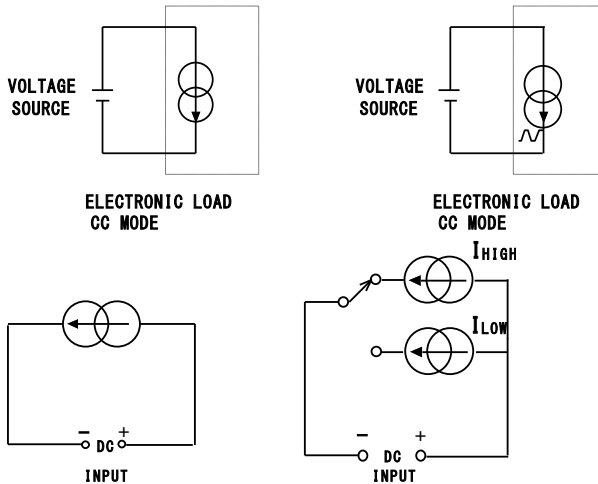 VOLTAGE
SOURCE
ELECTRONIC LOAD
CC MODE
VOLTAGE
SOURCE
ELECTRONIC LOAD
CC MODE
− +
DC
INPUT
IHIGH
ILOW
− +
DC
INPUT